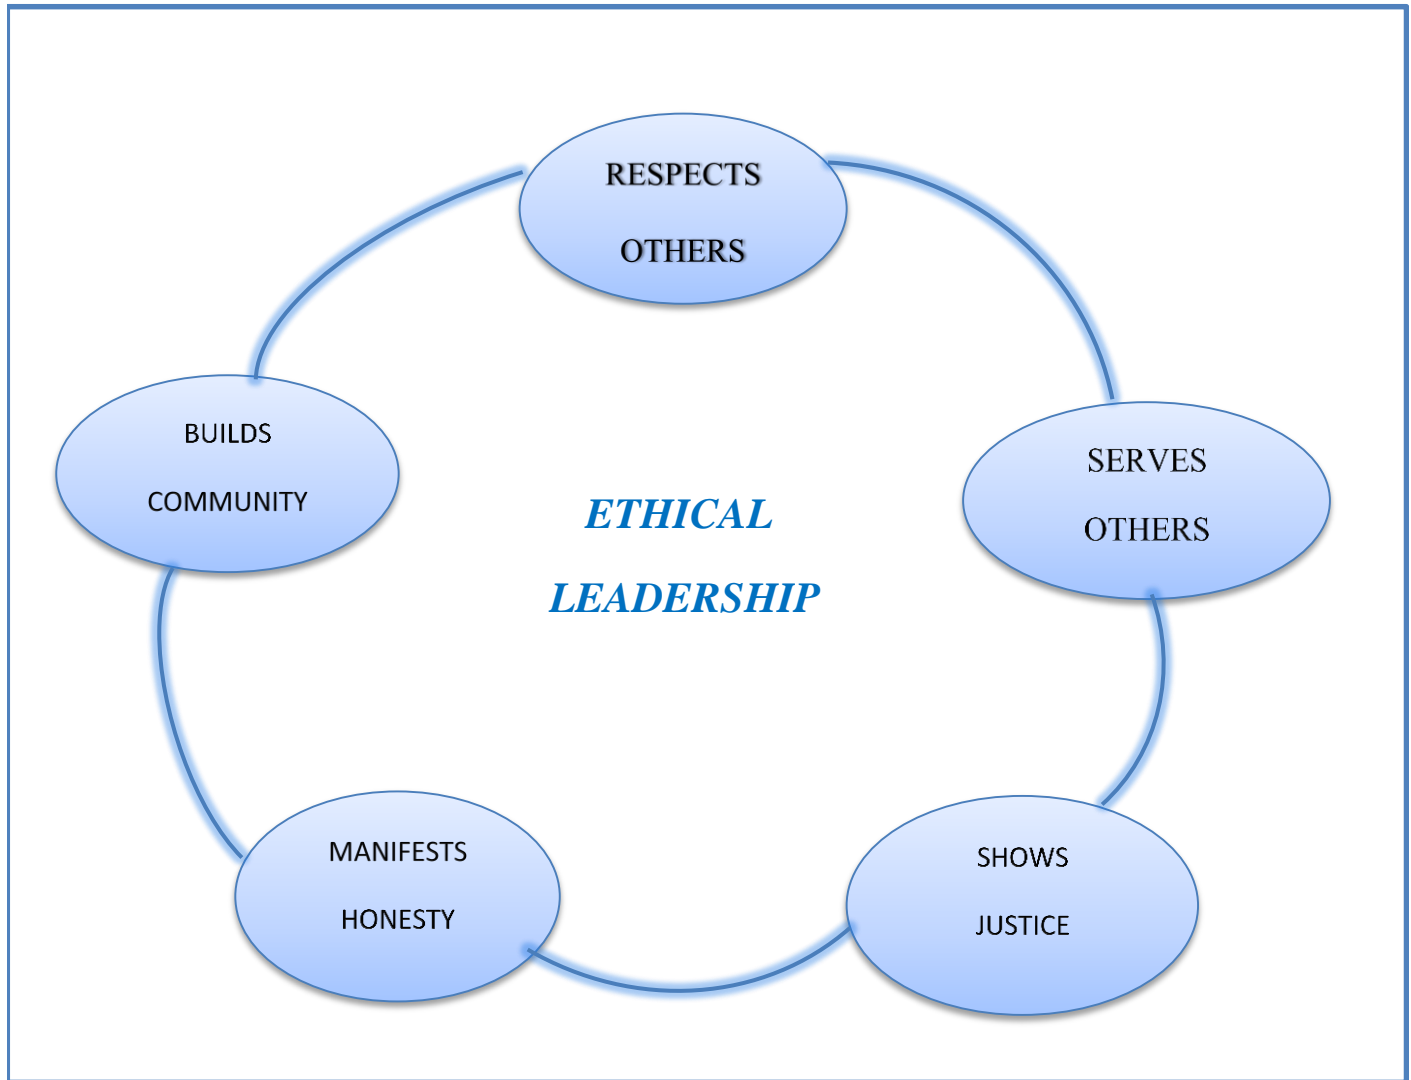 RESPECTS
OTHERS
BUILDS
COMMUNITY
SERVES
OTHERS
ETHICAL
LEADERSHIP
MANIFESTS
HONESTY
SHOWS
JUSTICE